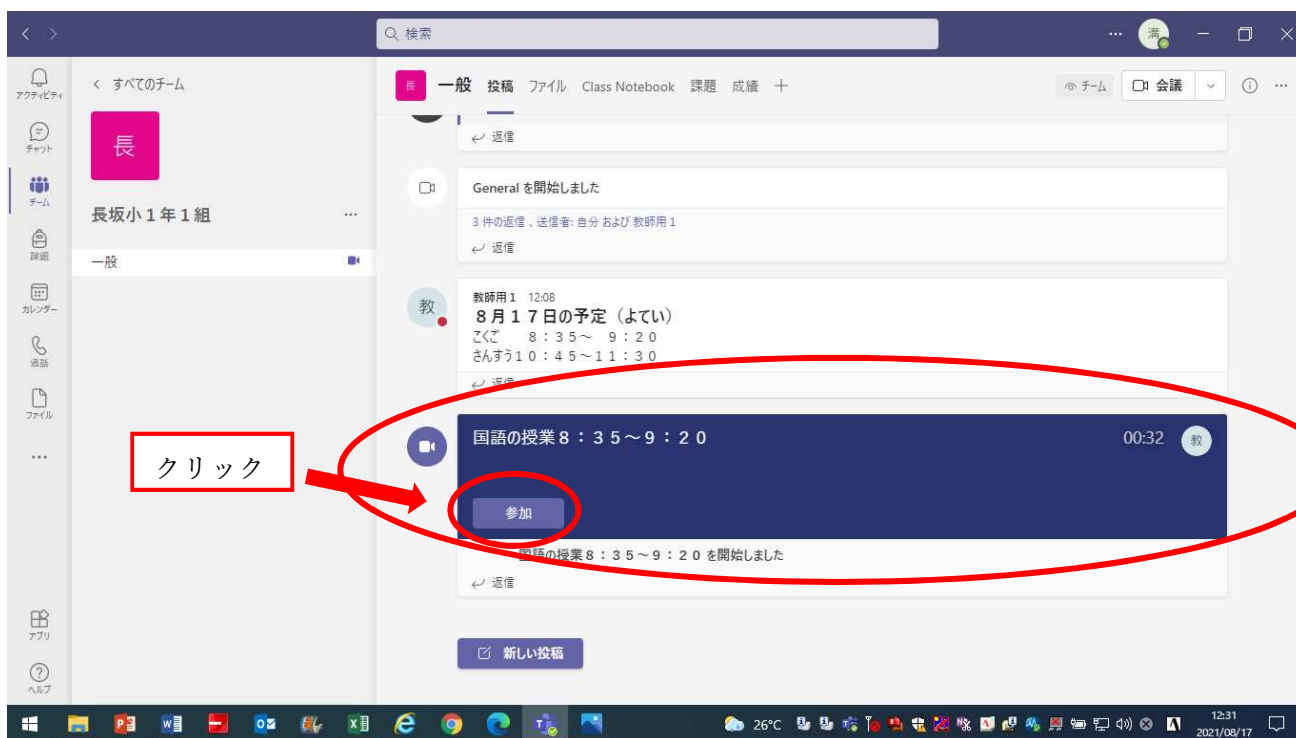 検索
満
アクティビティ
チャット
チーム
課題
カレンダー
通話
ファイル
アプリ
ヘルプ
すべてのチーム
長
長坂小１年１組
一般
長 一般 投稿 ファイル Class Notebook 課題 成績
チーム
会議
返信
General を開始しました
3 件の返信、送信者: 自分 および 教師用 1
返信
教
教師用 1 12:08
８月１７日の予定（よてい）
こくご ８：３５～ ９：２０
さんすう１０：４５～１１：３０
返信
国語の授業８：３５～９：２０
00:32
教
クリック
参加
国語の授業８：３５～９：２０ を開始しました
返信
新しい投稿
26°C
12:31
2021/08/17